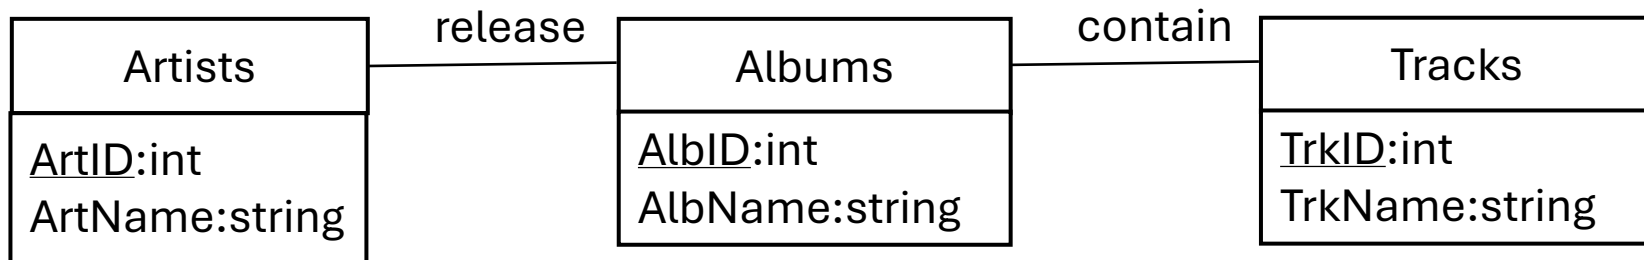 release
contain
Artists
Albums
Tracks
ArtID:int
ArtName:string
AlbID:int
AlbName:string
TrkID:int
TrkName:string